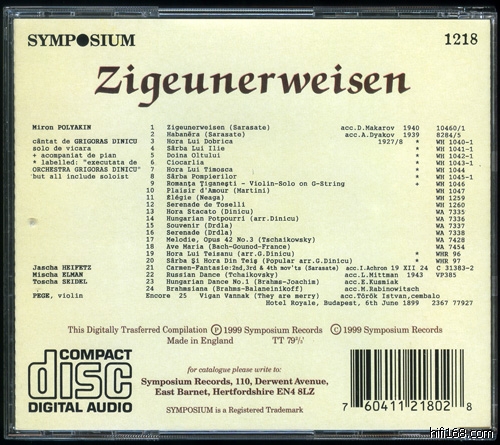 SYMPOSIUM 1218
Zigeunerweisen
Miron POLYAKIN 1 Zigeunerweisen (Sarasate) acc.D.Makarov 1940 10460/1
2 Habanĕra (Sarasate) acc.A.Dyakov 1939 8284/5
cântat de GRIGORAS DINICU 3 Hora Lui Dobrica 1927/8 * WH 1040-1
solo de vicara 4 Sârba Lui Ilie * WH 1041-1
+ acompaniat de pian 5 Doina Oltului * WH 1042-1
* labelled: "executata de 6 Ciocarlia * WH 1043-1
ORCHESTRA GRIGORAS DINICU" 7 Hora Lui Timosca * WH 1044
but all include soloist 8 Sârba Pompierilor * WH 1045-1
9 Romanța Țiganești - Violin-Solo on G-String + WH 1046
10 Plaisir d'Amour (Martini) WH 1047
11 Élégie (Neaga) WH 1259
12 Serenade de Toselli WH 1260
13 Hora Stacato (Dinicu) WA 7335
14 Hungarian Potpourri (arr.Dinicu) WA 7336
15 Souvenir (Drdla) WA 7337
16 Serenade (Drdla) WA 7338
17 Melodie, Opus 42 No.3 (Tschaikowsky) WA 7428
18 Ave Maria (Bach-Gounod) WA 7454
19 Hora Lui Teisanu (arr.Dinicu) * WHR 96
20 Sârba Şi Hora Din Teiş (Popular arr.G.Dinicu) * WHR 97
Jascha HEIFETZ 21 Carmen-Fantasie:2nd,3rd & 4th mov'ts (Sarasate) acc.I.Achron 19 XII 24 C 31383-2
Mischa ELMAN 22 Russian Dance (Tchaikovsky) acc.L.Mittman 1943 VP385
Toscha SEIDEL 23 Hungarian Dance No.1 (Brahms-Joachim) acc.E.Kusmiak
24 Brahmsiana (Brahms-Balaneinikoff) acc.M.Rabinowitsch
PEGE, violin Encore 25 Vigan Vannak (They are merry) acc.Török Istvan,cembalo
Hotel Royale, Budapest, 6th June 1899 2367 77927
This Digitally Trasferred Compilation Ⓟ 1999 Symposium Records © 1999 Symposium Records
Made in England TT 79²/₃'
COMPACT
disc
DIGITAL AUDIO
for catalogue please write to:
Symposium Records, 110, Derwent Avenue,
East Barnet, Hertfordshire EN4 8LZ
SYMPOSIUM is a Registered Trademark
7 60411 21802 8
hifi168.com